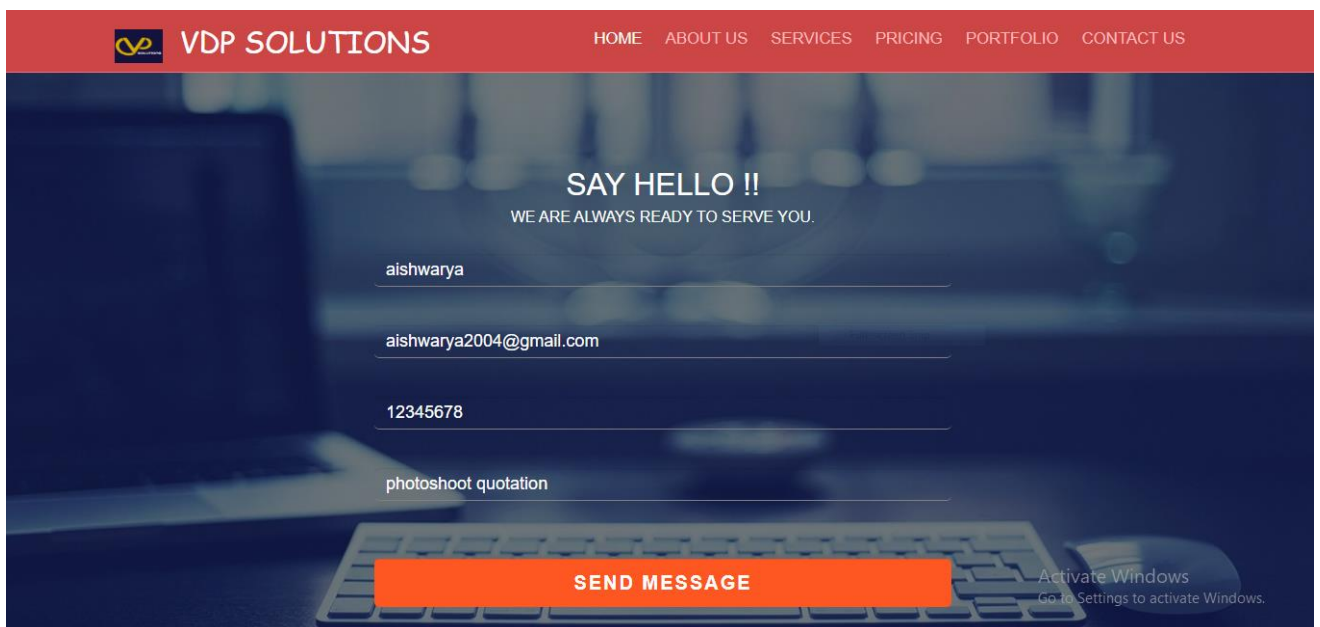 VDP SOLUTIONS
HOME ABOUT US SERVICES PRICING PORTFOLIO CONTACT US
SAY HELLO !!
WE ARE ALWAYS READY TO SERVE YOU.
aishwarya
aishwarya2004@gmail.com
12345678
photoshoot quotation
SEND MESSAGE
Activate Windows
Go to Settings to activate Windows.